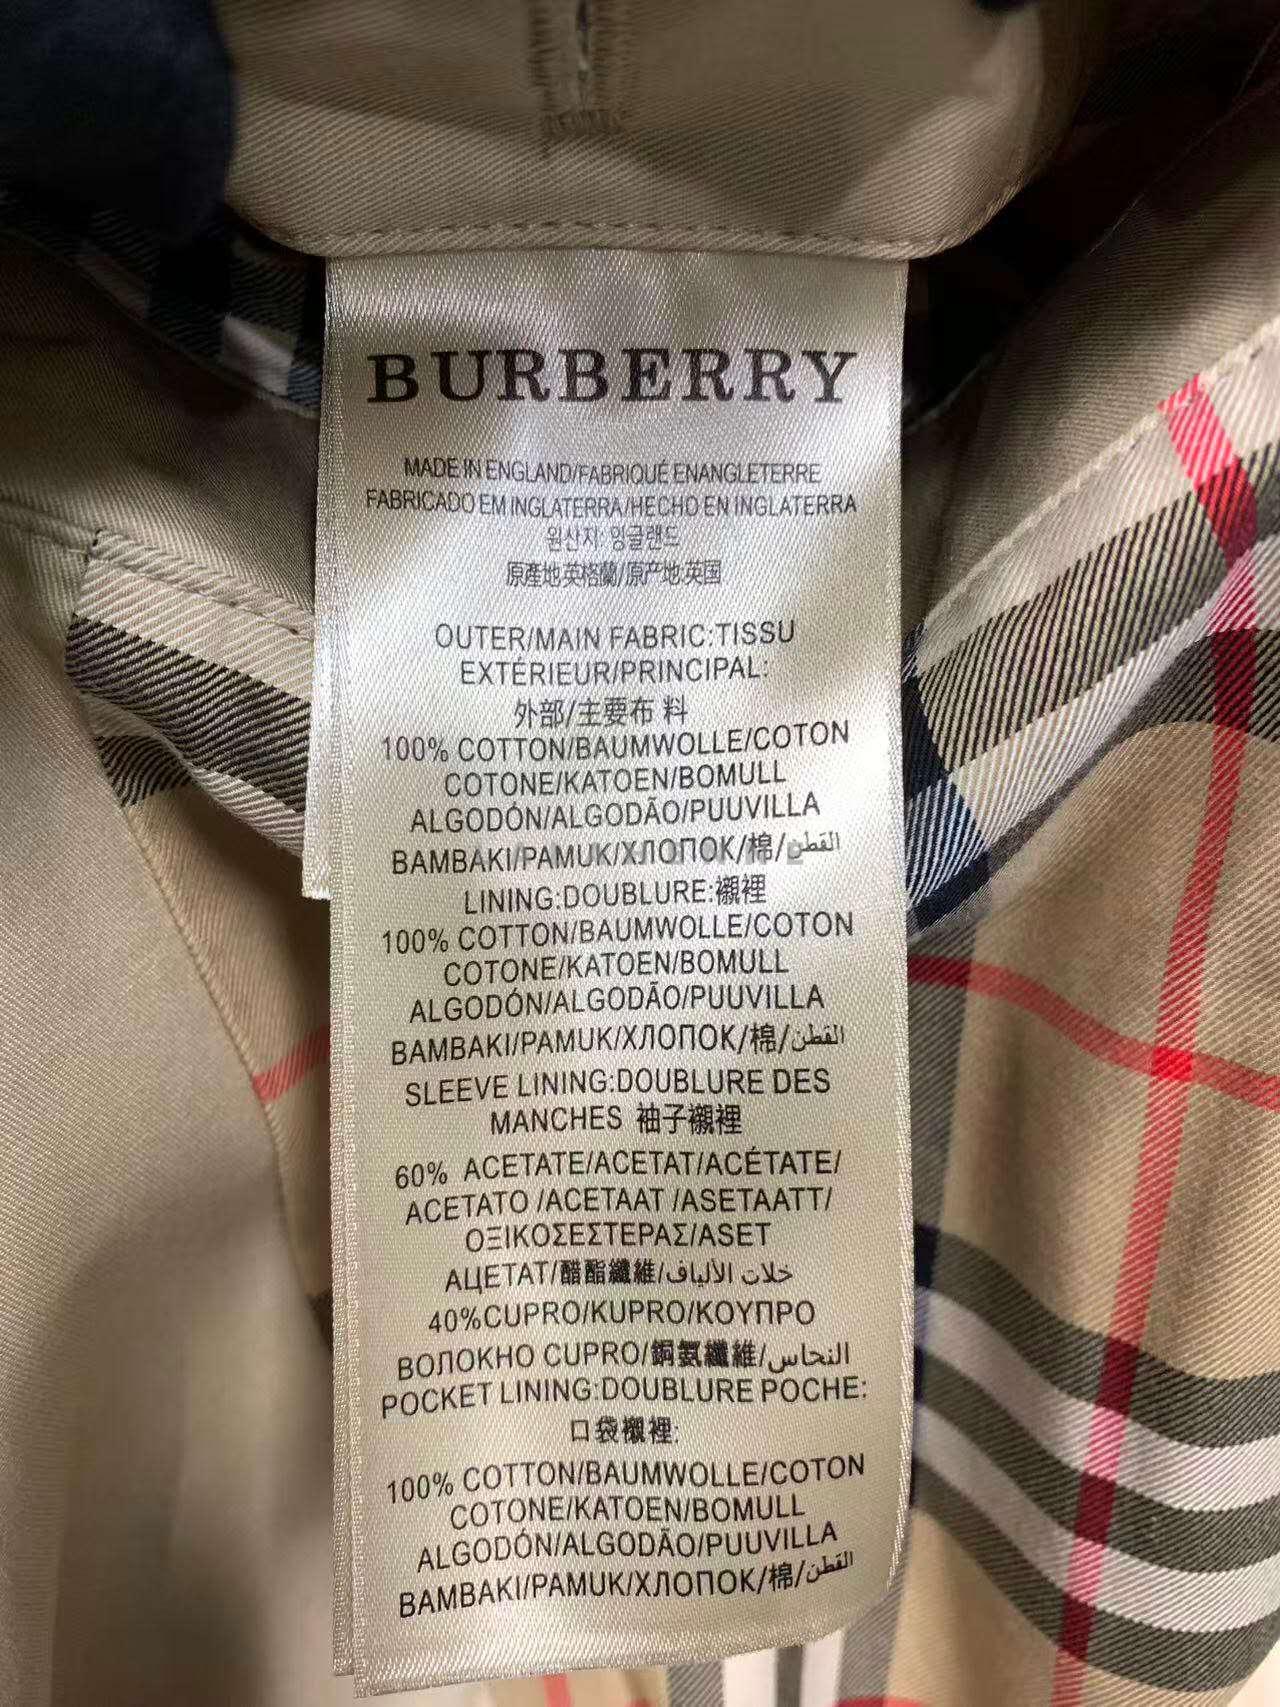 BURBERRY
MADE IN ENGLAND/FABRIQUÉ ENANGLETERRE
FABRICADO EM INGLATERRA/HECHO EN INGLATERRA
원산지: 잉글랜드
原產地:英格蘭/原产地:英国
OUTER/MAIN FABRIC:TISSU
EXTÉRIEUR/PRINCIPAL:
外部/主要布 料
100% COTTON/BAUMWOLLE/COTON
COTONE/KATOEN/BOMULL
ALGODÓN/ALGODÃO/PUUVILLA
BAMBAKI/PAMUK/ХЛОПОК/棉/القطن
LINING:DOUBLURE:襯裡
100% COTTON/BAUMWOLLE/COTON
COTONE/KATOEN/BOMULL
ALGODÓN/ALGODÃO/PUUVILLA
BAMBAKI/PAMUK/ХЛОПОК/棉/القطن
SLEEVE LINING:DOUBLURE DES
MANCHES 袖子襯裡
60% ACETATE/ACETAT/ACÉTATE/
ACETATO /ACETAAT /ASETAATT/
ΟΞΙΚΟΣΕΣΤΕΡΑΣ/ASET
АЦЕТАТ/醋酯纖維/خلات الألياف
40%CUPRO/KUPRO/ΚΟΥΠΡΟ
ВОЛОКНО CUPRO/銅氨纖維/النحاس
POCKET LINING:DOUBLURE POCHE:
口袋襯裡:
100% COTTON/BAUMWOLLE/COTON
COTONE/KATOEN/BOMULL
ALGODÓN/ALGODÃO/PUUVILLA
BAMBAKI/PAMUK/ХЛОПОК/棉/القطن